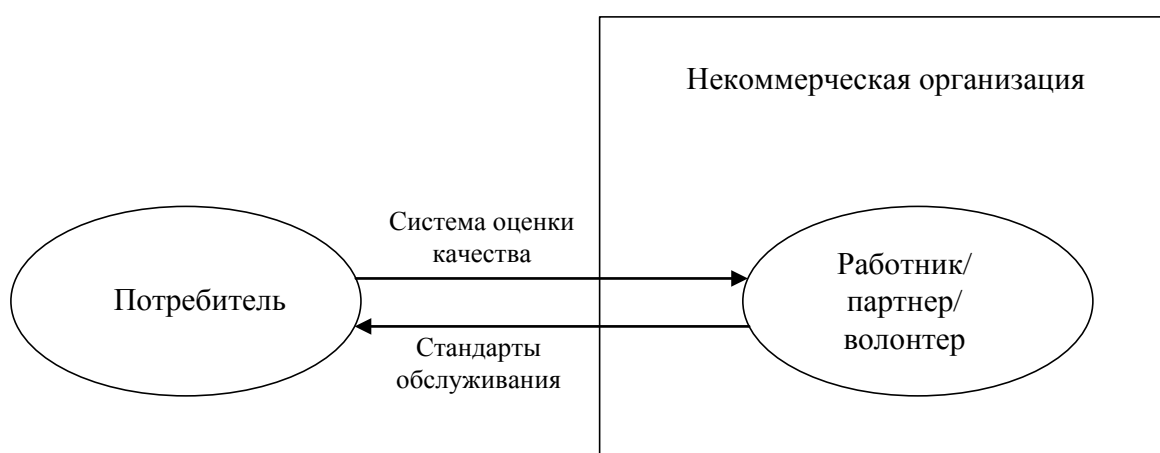 Некоммерческая организация
Система оценки
качества
Потребитель
Работник/
партнер/
волонтер
Стандарты
обслуживания